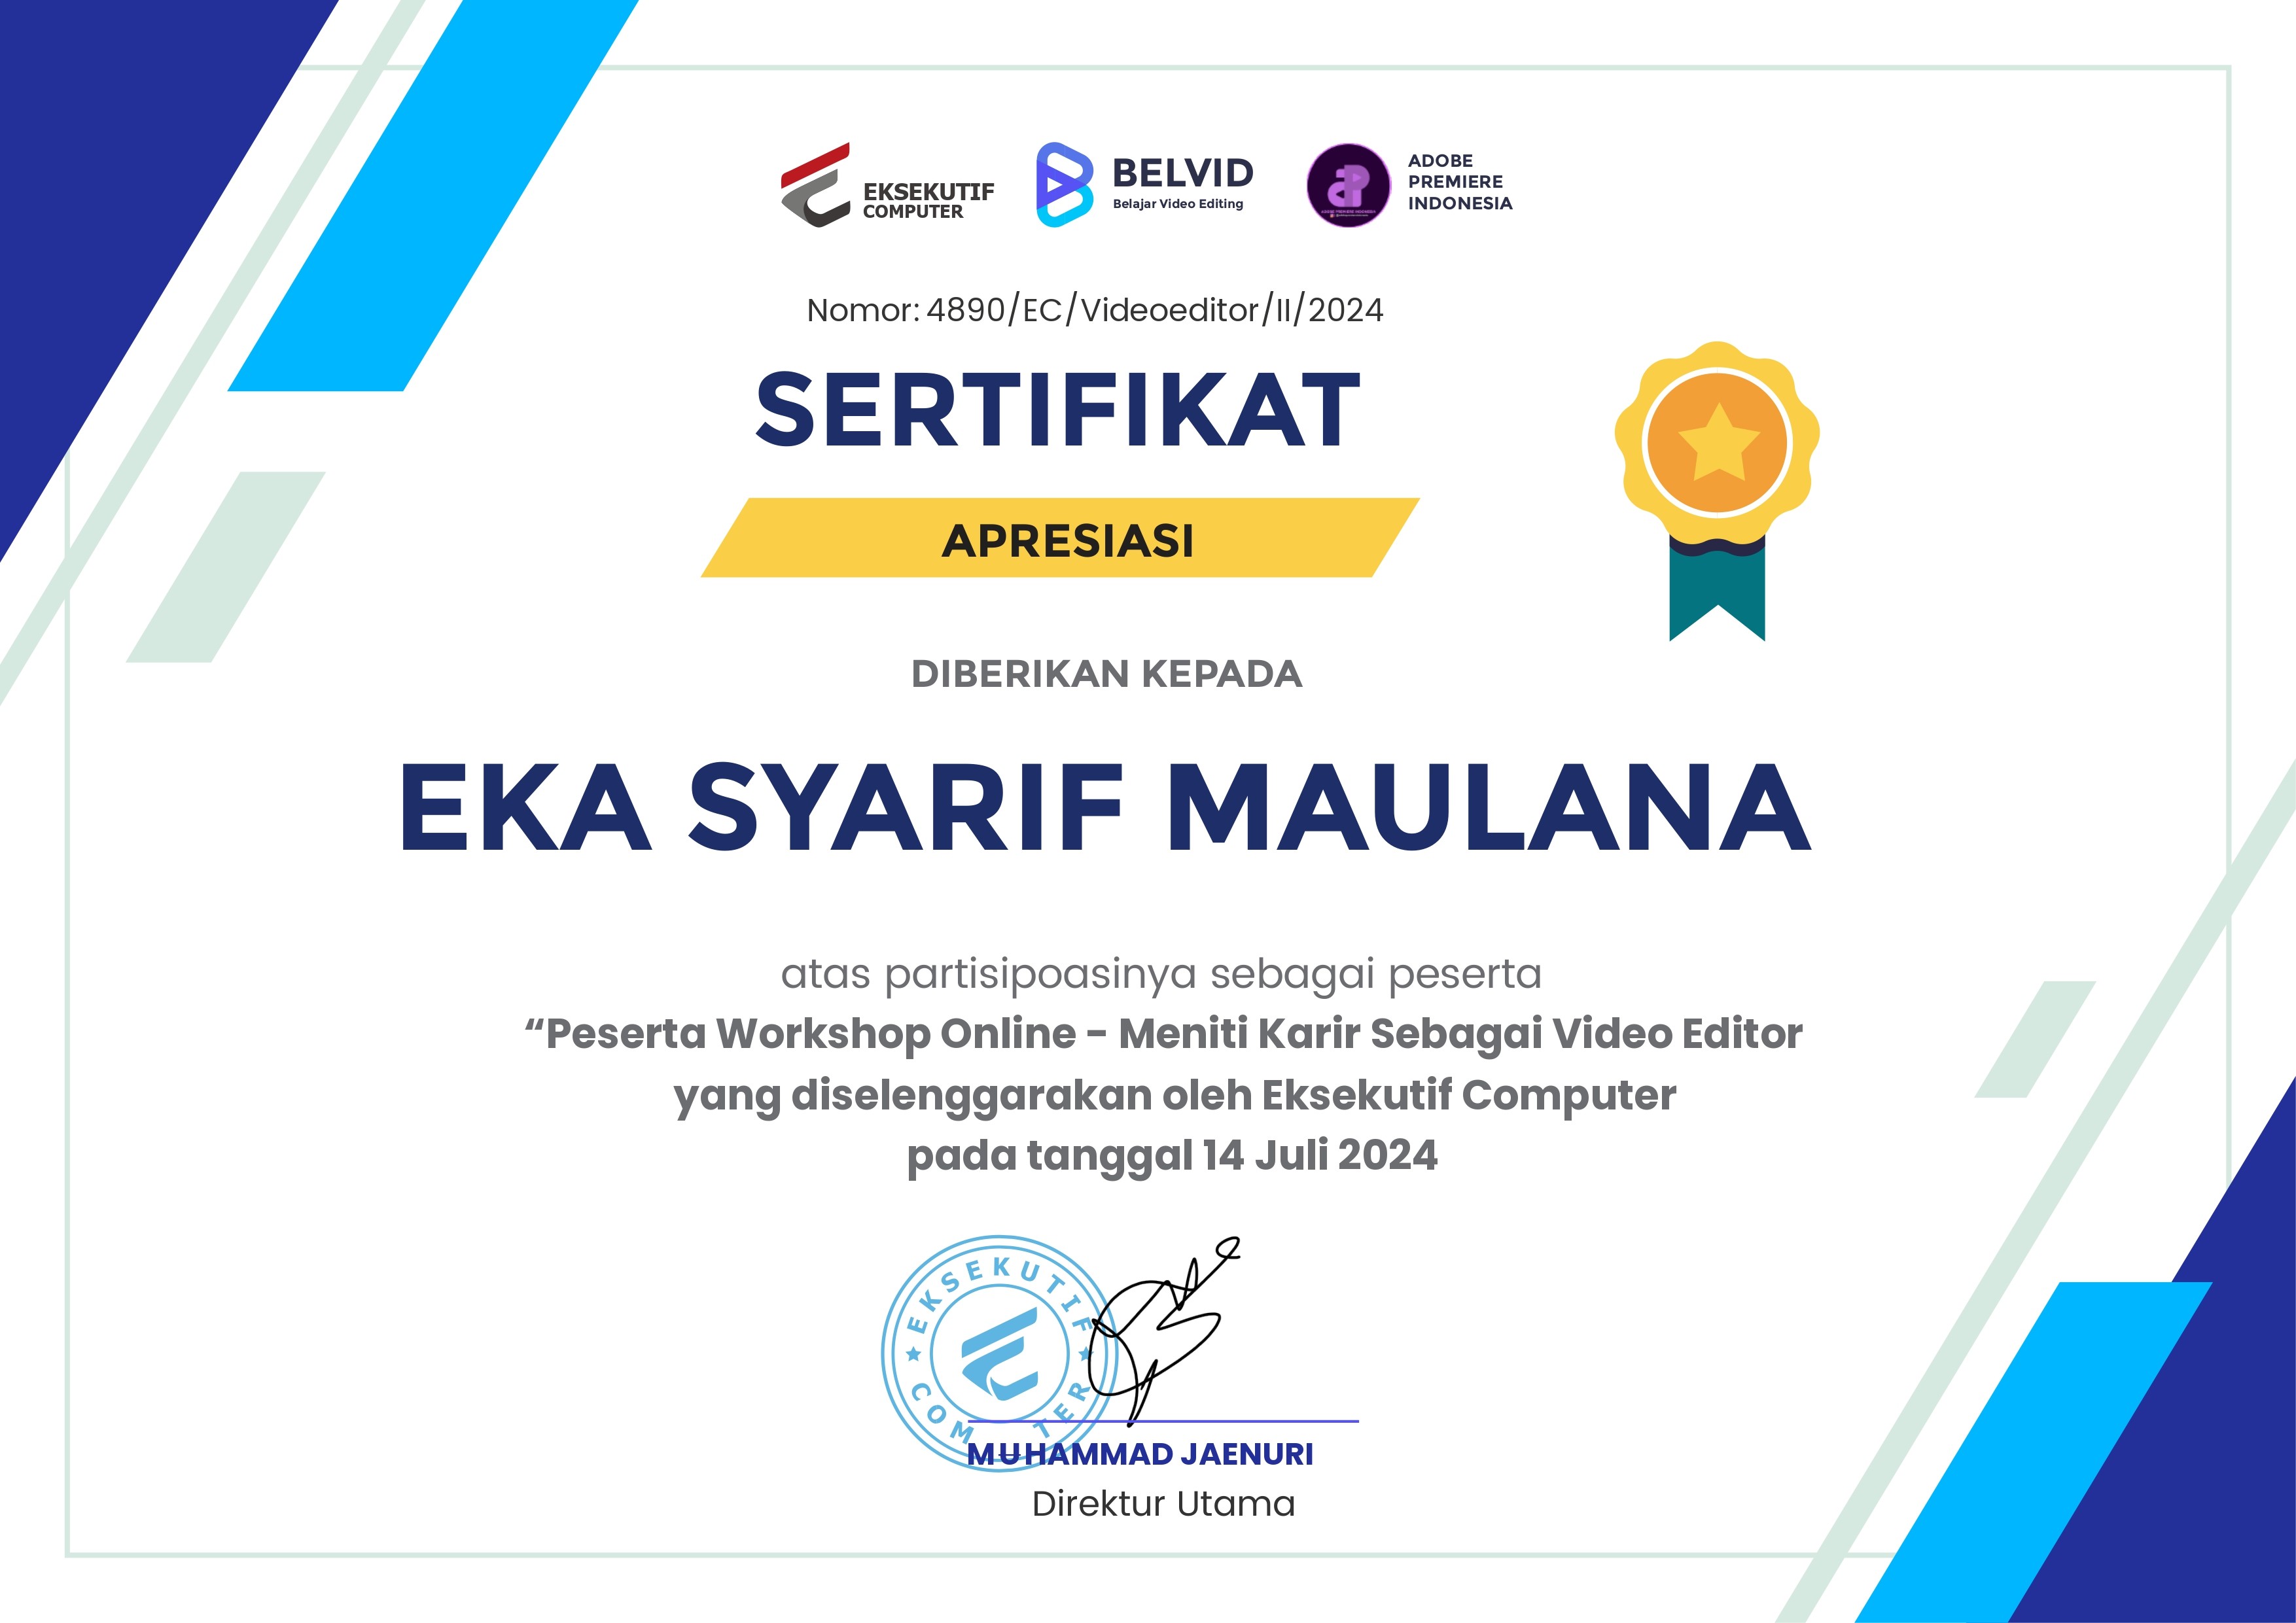 EKSEKUTIF
COMPUTER
BELVID
Belajar Video Editing
ADOBE
PREMIERE
INDONESIA
Nomor: 4890/EC/Videoeditor/II/2024
SERTIFIKAT
APRESIASI
DIBERIKAN KEPADA
EKA SYARIF MAULANA
atas partisipoasinya sebagai peserta
“Peserta Workshop Online - Meniti Karir Sebagai Video Editor
yang diselenggarakan oleh Eksekutif Computer
pada tanggal 14 Juli 2024
EKSEKUTIF
MUHAMMAD JAENURI
Direktur Utama